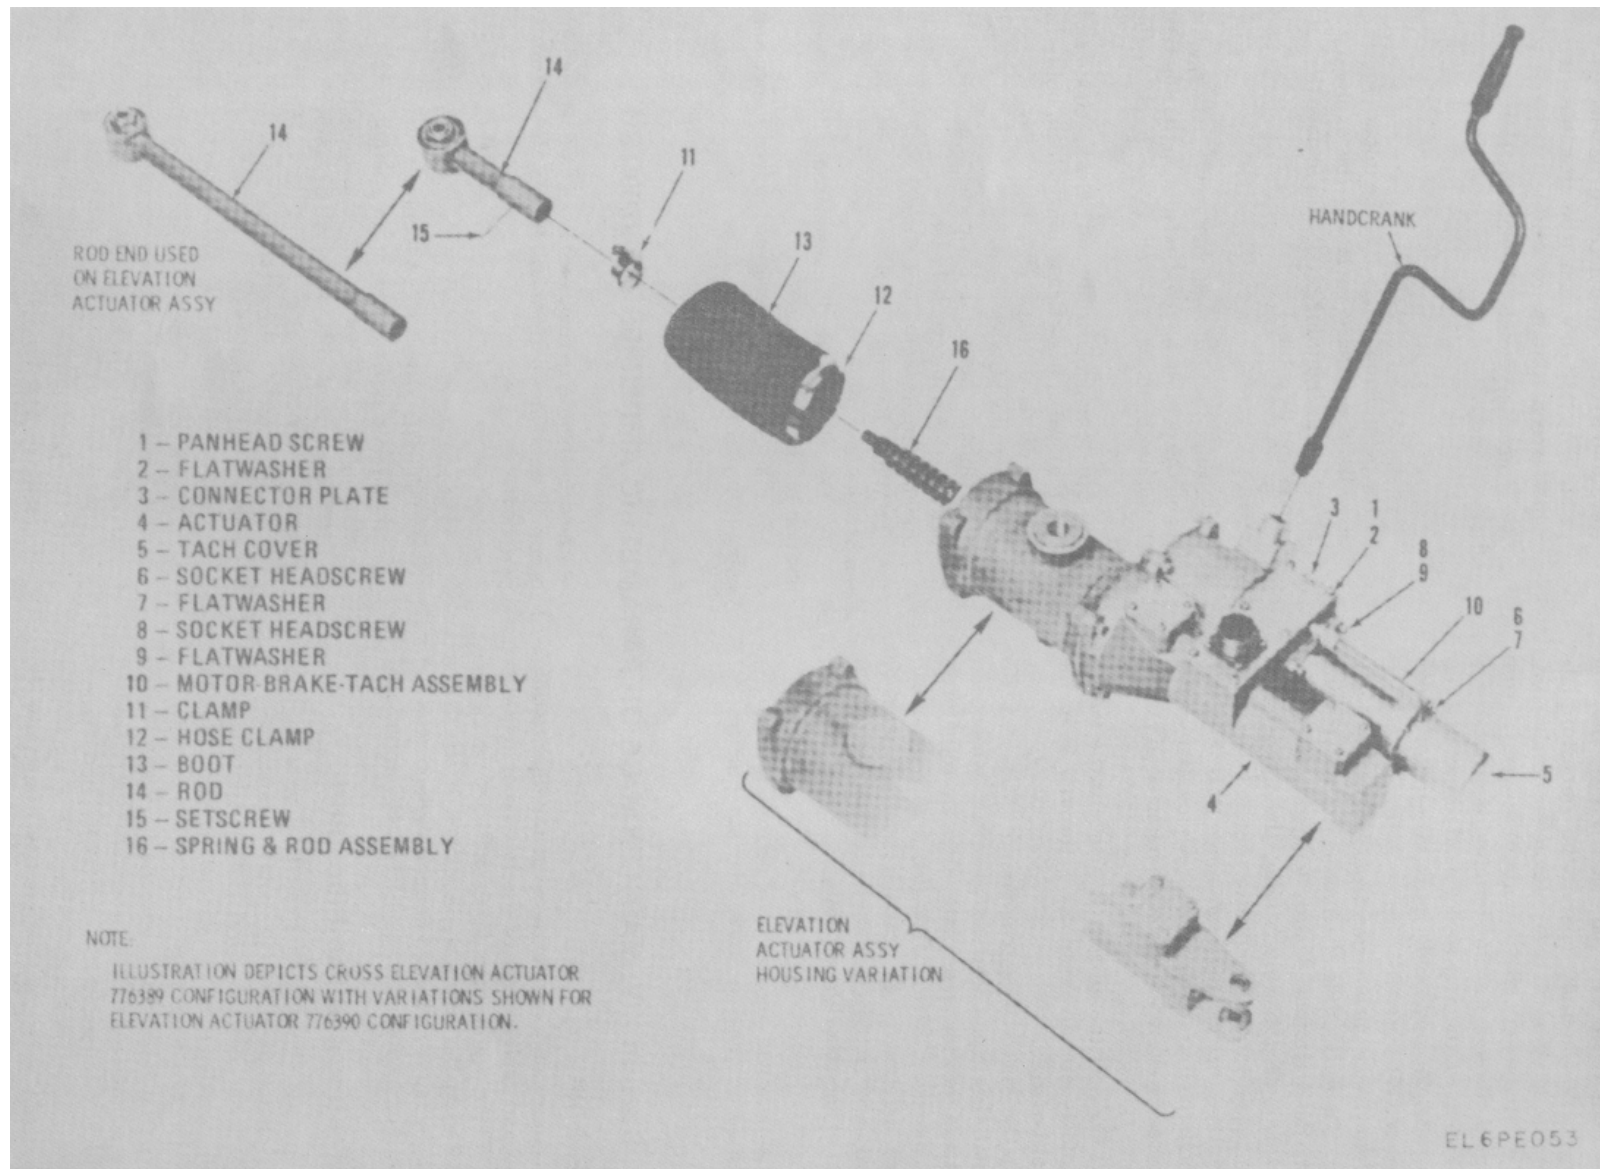 14
14
11
HANDCRANK
15
13
ROD END USED
ON ELEVATION
ACTUATOR ASSY
12
16
1 – PANHEAD SCREW
2 – FLATWASHER
3 – CONNECTOR PLATE
4 – ACTUATOR
5 – TACH COVER
6 – SOCKET HEADSCREW
7 – FLATWASHER
8 – SOCKET HEADSCREW
9 – FLATWASHER
10 – MOTOR-BRAKE-TACH ASSEMBLY
11 – CLAMP
12 – HOSE CLAMP
13 – BOOT
14 – ROD
15 – SETSCREW
16 – SPRING & ROD ASSEMBLY
3
1
2
8
9
10
6
7
5
4
ELEVATION
ACTUATOR ASSY
HOUSING VARIATION
NOTE:
ILLUSTRATION DEPICTS CROSS ELEVATION ACTUATOR
776389 CONFIGURATION WITH VARIATIONS SHOWN FOR
ELEVATION ACTUATOR 776390 CONFIGURATION.
EL6PE053